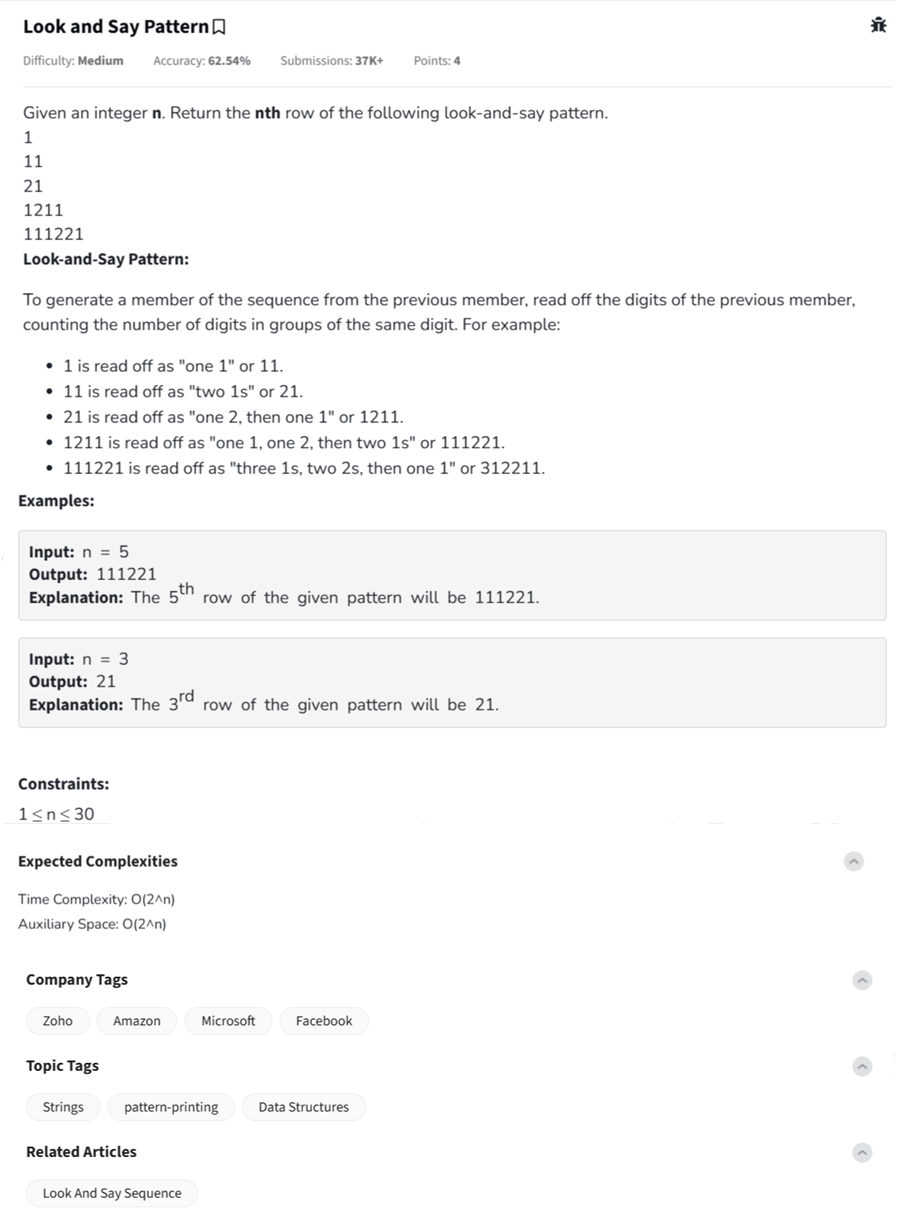 Look and Say Pattern
Difficulty: Medium Accuracy: 62.54% Submissions: 37K+ Points: 4
Given an integer n. Return the nth row of the following look-and-say pattern.
1
11
21
1211
111221
Look-and-Say Pattern:
To generate a member of the sequence from the previous member, read off the digits of the previous member,
counting the number of digits in groups of the same digit. For example:
• 1 is read off as "one 1" or 11.
• 11 is read off as "two 1s" or 21.
• 21 is read off as "one 2, then one 1" or 1211.
• 1211 is read off as "one 1, one 2, then two 1s" or 111221.
• 111221 is read off as "three 1s, two 2s, then one 1" or 312211.
Examples:
Input: n = 5
Output: 111221
Explanation: The 5th row of the given pattern will be 111221.
Input: n = 3
Output: 21
Explanation: The 3rd row of the given pattern will be 21.
Constraints:
1 ≤ n ≤ 30
Expected Complexities
Time Complexity: O(2^n)
Auxiliary Space: O(2^n)
Company Tags
Zoho Amazon Microsoft Facebook
Topic Tags
Strings pattern-printing Data Structures
Related Articles
Look And Say Sequence